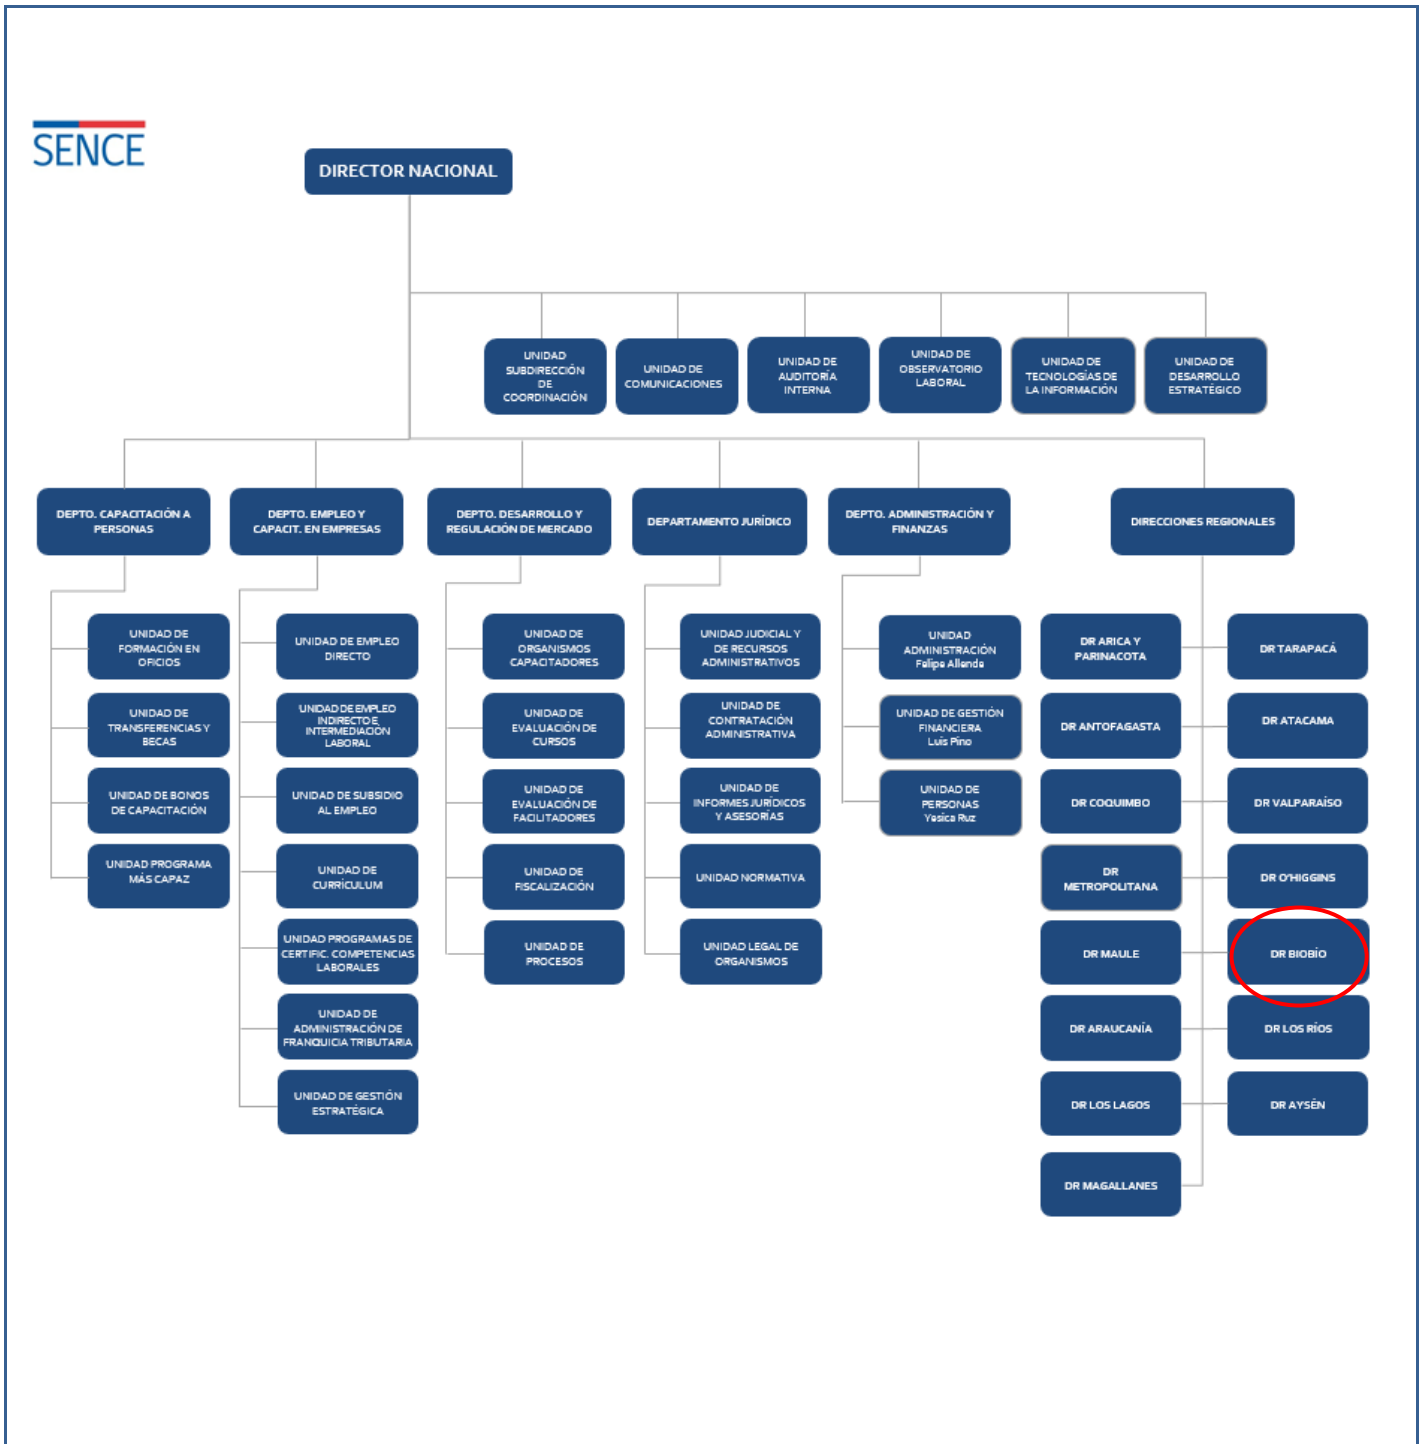 SENCE
DIRECTOR NACIONAL
UNIDAD
SUBDIRECCIÓN
DE
COORDINACIÓN
UNIDAD DE
COMUNICACIONES
UNIDAD DE
AUDITORÍA
INTERNA
UNIDAD DE
OBSERVATORIO
LABORAL
UNIDAD DE
TECNOLOGÍAS DE
LA INFORMACIÓN
UNIDAD DE
DESARROLLO
ESTRATÉGICO
DEPTO. CAPACITACIÓN A
PERSONAS
DEPTO. EMPLEO Y
CAPACIT. EN EMPRESAS
DEPTO. DESARROLLO Y
REGULACIÓN DE MERCADO
DEPARTAMENTO JURÍDICO
DEPTO. ADMINISTRACIÓN Y
FINANZAS
DIRECCIONES REGIONALES
UNIDAD DE
FORMACIÓN EN
OFICIOS
UNIDAD DE
TRANSFERENCIAS Y
BECAS
UNIDAD DE BONOS
DE CAPACITACIÓN
UNIDAD PROGRAMA
MÁS CAPAZ
UNIDAD DE EMPLEO
DIRECTO
UNIDAD DE EMPLEO
INDIRECTO E
INTERMEDIACIÓN
LABORAL
UNIDAD DE SUBSIDIO
AL EMPLEO
UNIDAD DE
CURRÍCULUM
UNIDAD PROGRAMAS DE
CERTIFIC. COMPETENCIAS
LABORALES
UNIDAD DE
ADMINISTRACIÓN DE
FRANQUICIA TRIBUTARIA
UNIDAD DE GESTIÓN
ESTRATÉGICA
UNIDAD DE
ORGANISMOS
CAPACITADORES
UNIDAD DE
EVALUACIÓN DE
CURSOS
UNIDAD DE
EVALUACIÓN DE
FACILITADORES
UNIDAD DE
FISCALIZACIÓN
UNIDAD DE
PROCESOS
UNIDAD JUDICIAL Y
DE RECURSOS
ADMINISTRATIVOS
UNIDAD DE
CONTRATACIÓN
ADMINISTRATIVA
UNIDAD DE
INFORMES JURÍDICOS
Y ASESORÍAS
UNIDAD NORMATIVA
UNIDAD LEGAL DE
ORGANISMOS
UNIDAD
ADMINISTRACIÓN
Felipe Allende
UNIDAD DE GESTIÓN
FINANCIERA
Luis Pino
UNIDAD DE
PERSONAS
Yesica Ruz
DR ARICA Y
PARINACOTA
DR TARAPACÁ
DR ANTOFAGASTA
DR ATACAMA
DR COQUIMBO
DR VALPARAÍSO
DR
METROPOLITANA
DR O'HIGGINS
DR MAULE
DR BIOBÍO
DR ARAUCANÍA
DR LOS RÍOS
DR LOS LAGOS
DR AYSÉN
DR MAGALLANES